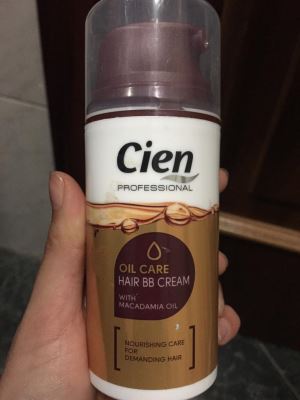 Cien
PROFESSIONAL
OIL CARE
HAIR BB CREAM
WITH
MACADAMIA OIL
NOURISHING CARE
FOR
DEMANDING HAIR